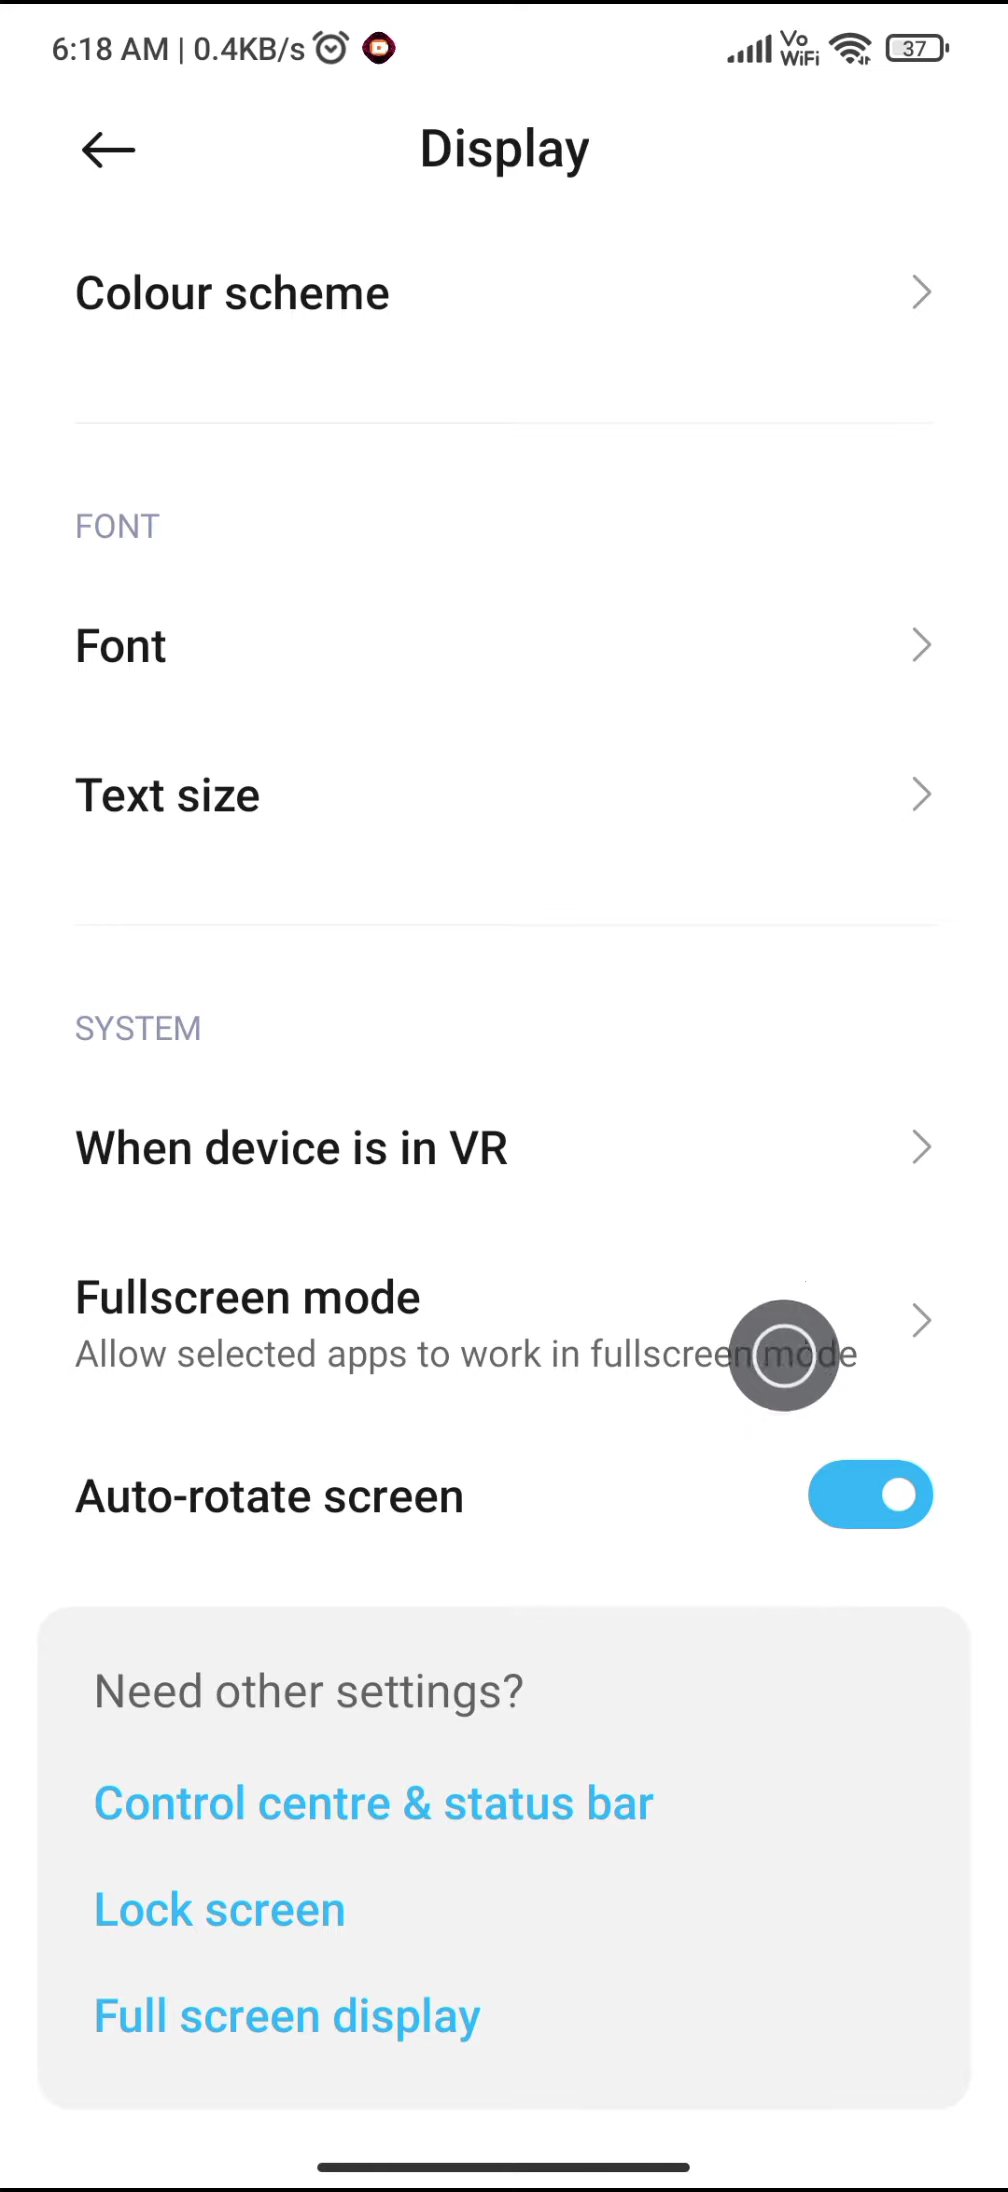 6:18 AM | 0.4KB/s
Vo WiFi
37
Display
Colour scheme
FONT
Font
Text size
SYSTEM
When device is in VR
Fullscreen mode
Allow selected apps to work in fullscreen mode
Auto-rotate screen
Need other settings?
Control centre & status bar
Lock screen
Full screen display